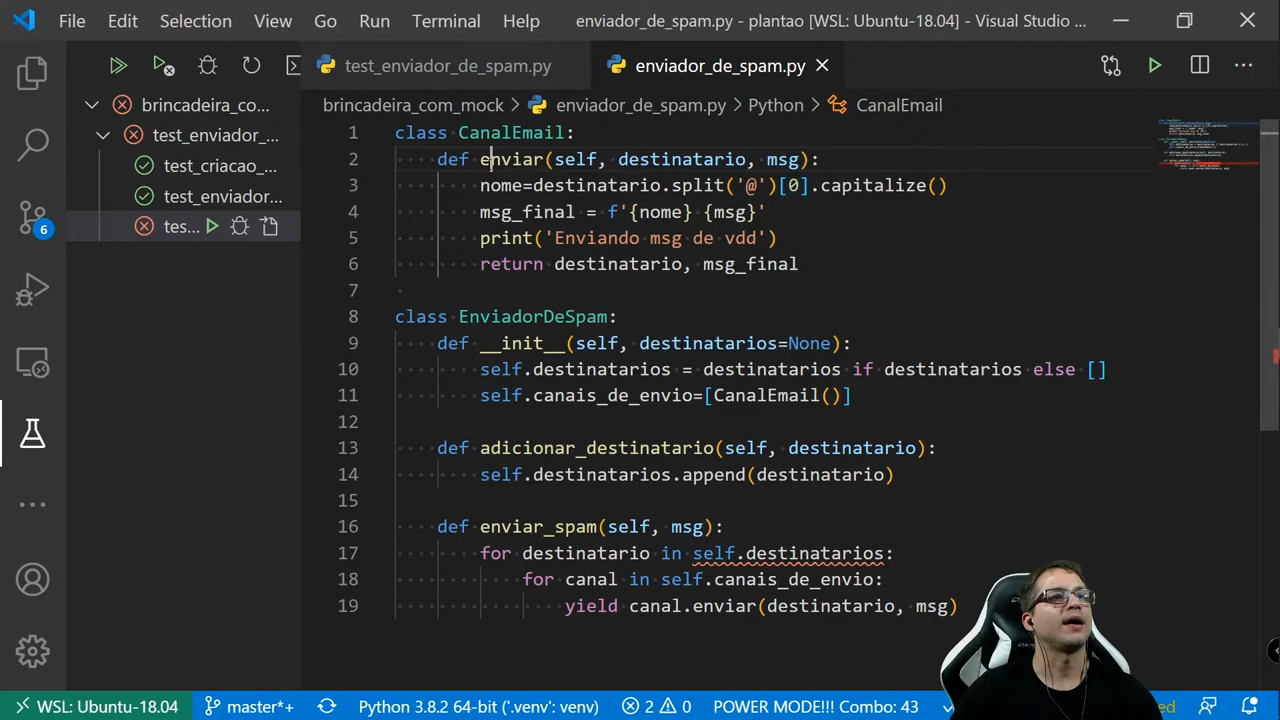 File Edit Selection View Go Run Terminal Help enviador_de_spam.py - plantao [WSL: Ubuntu-18.04] - Visual Studio ...
test_enviador_de_spam.py enviador_de_spam.py
brincadeira_co...
test_enviador_...
test_criacao_...
test_enviador...
tes...
brincadeira_com_mock > enviador_de_spam.py > Python > CanalEmail
1 class CanalEmail:
2 def enviar(self, destinatario, msg):
3 nome=destinatario.split('@')[0].capitalize()
4 msg_final = f'{nome} {msg}'
5 print('Enviando msg de vdd')
6 return destinatario, msg_final
7
8 class EnviadorDeSpam:
9 def __init__(self, destinatarios=None):
10 self.destinatarios = destinatarios if destinatarios else []
11 self.canais_de_envio=[CanalEmail()]
12
13 def adicionar_destinatario(self, destinatario):
14 self.destinatarios.append(destinatario)
15
16 def enviar_spam(self, msg):
17 for destinatario in self.destinatarios:
18 for canal in self.canais_de_envio:
19 yield canal.enviar(destinatario, msg)
6
WSL: Ubuntu-18.04 master*+ Python 3.8.2 64-bit ('.venv': venv) 2 0 POWER MODE!!! Combo: 43